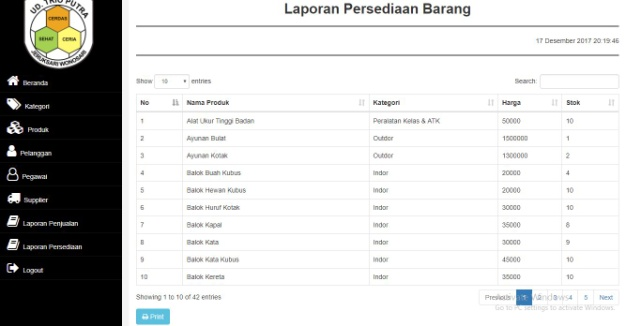 UD. TRIO PUTRA
CERDAS
SEHAT CERIA
JERUKSARI WONOSARI
Laporan Persediaan Barang
17 Desember 2017 20:19:46
Beranda
Kategori
Produk
Pelanggan
Pegawai
Supplier
Laporan Penjualan
Laporan Persediaan
Logout
Show 10 entries Search:
No Nama Produk Kategori Harga Stok
1 Alat Ukur Tinggi Badan Peralatan Kelas & ATK 50000 10
2 Ayunan Bulat Outdor 1500000 1
3 Ayunan Kotak Outdor 1300000 2
4 Balok Buah Kubus Indor 20000 4
5 Balok Hewan Kubus Indor 20000 10
6 Balok Huruf Kotak Indor 30000 10
7 Balok Kapal Indor 35000 8
8 Balok Kata Indor 30000 9
9 Balok Kata Kubus Indor 45000 10
10 Balok Kereta Indor 35000 10
Showing 1 to 10 of 42 entries Previous 1 2 3 4 5 Next
Go to PC settings to activate Windows.
Print